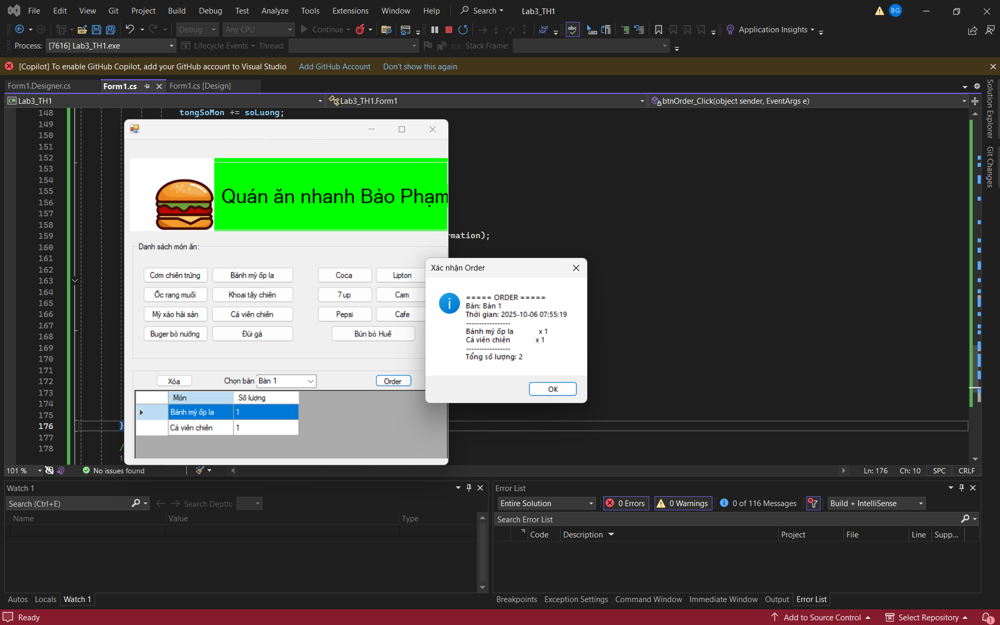 File Edit View Git Project Build Debug Test Analyze Tools Extensions Window Help Search Lab3_TH1 BG
Debug Any CPU Continue abc Application Insights
Process: [7616] Lab3_TH1.exe Lifecycle Events Thread: Stack Frame:
[Copilot] To enable GitHub Copilot, add your GitHub account to Visual Studio Add GitHub Account Don't show this again
Form1.Designer.cs Form1.cs Form1.cs [Design]
C# Lab3_TH1 Lab3_TH1.Form1 btnOrder_Click(object sender, EventArgs e)
Solution Explorer
Git Changes
148 tongSoMon += soLuong;
149
150
151
152
153
154
155
156
157
158
159 rmation);
160
161
162
163
164
165
166
167
168
169
170
171
172
173
174
175
176 }
177
178 /
1
Quán ăn nhanh Bảo Phạm
Danh sách món ăn:
Cơm chiên trứng Bánh mỳ ốp la Coca Lipton
Ốc rang muối Khoai tây chiên 7 up Cam
Mỳ xào hải sản Cá viên chiên Pepsi Cafe
Buger bò nướng Đùi gà Bún bò Huế
Xóa Chọn bàn Bàn 1 Order
Món Số lượng
Bánh mỳ ốp la 1
Cá viên chiên 1
Xác nhận Order
===== ORDER =====
Bàn: Bàn 1
Thời gian: 2025-10-06 07:55:19
-----------------
Bánh mỳ ốp la x 1
Cá viên chiên x 1
-----------------
Tổng số lượng: 2
OK
101 % No issues found Ln: 176 Ch: 10 SPC CRLF
Watch 1
Search (Ctrl+E) Search Depth:
Name Value Type
Autos Locals Watch 1
Error List
Entire Solution 0 Errors 0 Warnings 0 of 116 Messages Build + IntelliSense
Search Error List
Code Description Project File Line Supp...
Breakpoints Exception Settings Command Window Immediate Window Output Error List
Ready Add to Source Control Select Repository 1